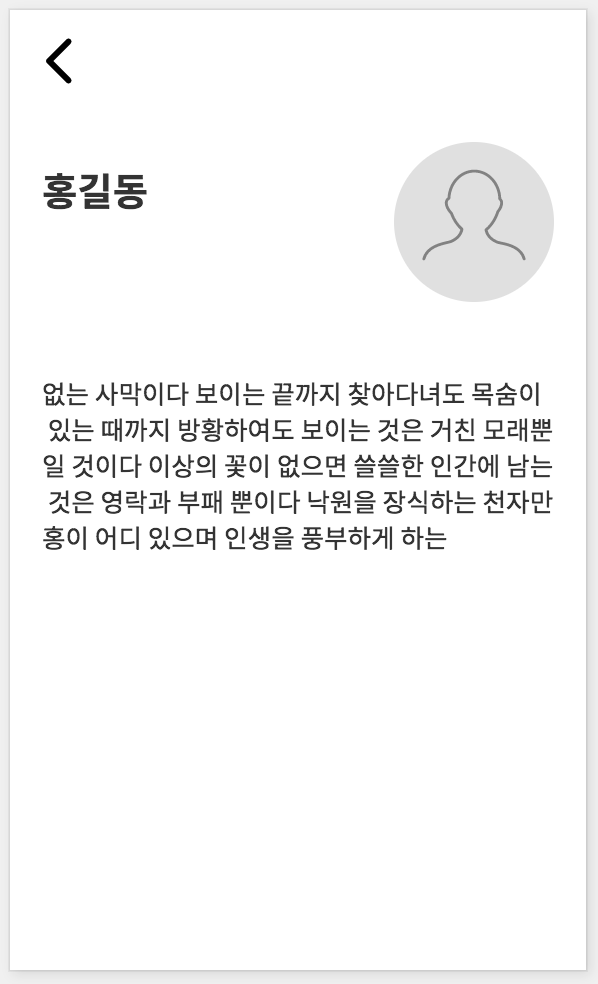 홍길동
없는 사막이다 보이는 끝까지 찾아다녀도 목숨이
있는 때까지 방황하여도 보이는 것은 거친 모래뿐
일 것이다 이상의 꽃이 없으면 쓸쓸한 인간에 남는
것은 영락과 부패 뿐이다 낙원을 장식하는 천자만
홍이 어디 있으며 인생을 풍부하게 하는